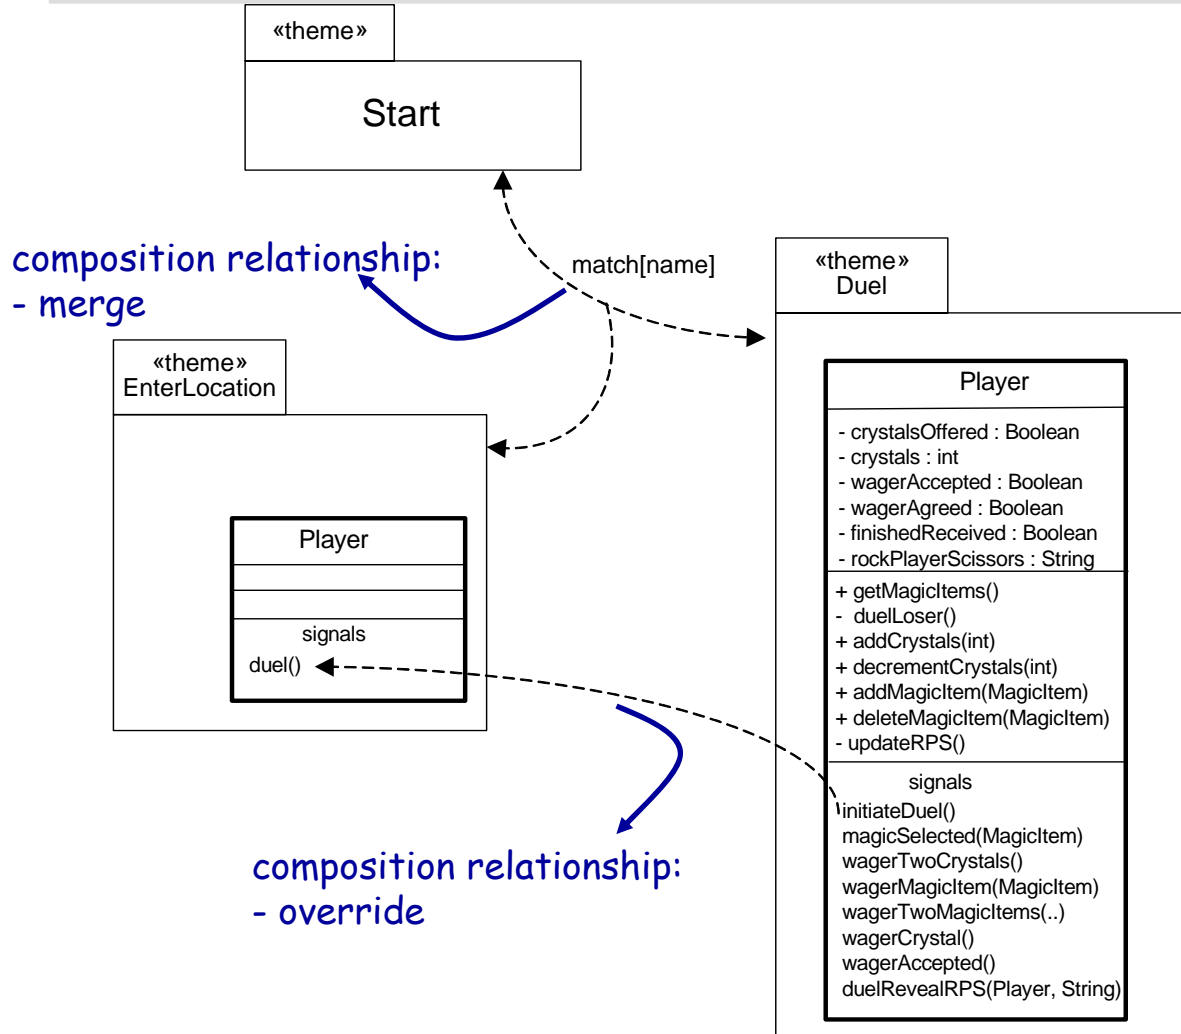 «theme»
Start
composition relationship:
- merge
match[name]
«theme»
EnterLocation
Player
signals
duel()
composition relationship:
- override
«theme»
Duel
Player
- crystalsOffered : Boolean
- crystals : int
- wagerAccepted : Boolean
- wagerAgreed : Boolean
- finishedReceived : Boolean
- rockPlayerScissors : String
+ getMagicItems()
- duelLoser()
+ addCrystals(int)
+ decrementCrystals(int)
+ addMagicItem(MagicItem)
+ deleteMagicItem(MagicItem)
- updateRPS()
signals
initiateDuel()
magicSelected(MagicItem)
wagerTwoCrystals()
wagerMagicItem(MagicItem)
wagerTwoMagicItems(..)
wagerCrystal()
wagerAccepted()
duelRevealRPS(Player, String)